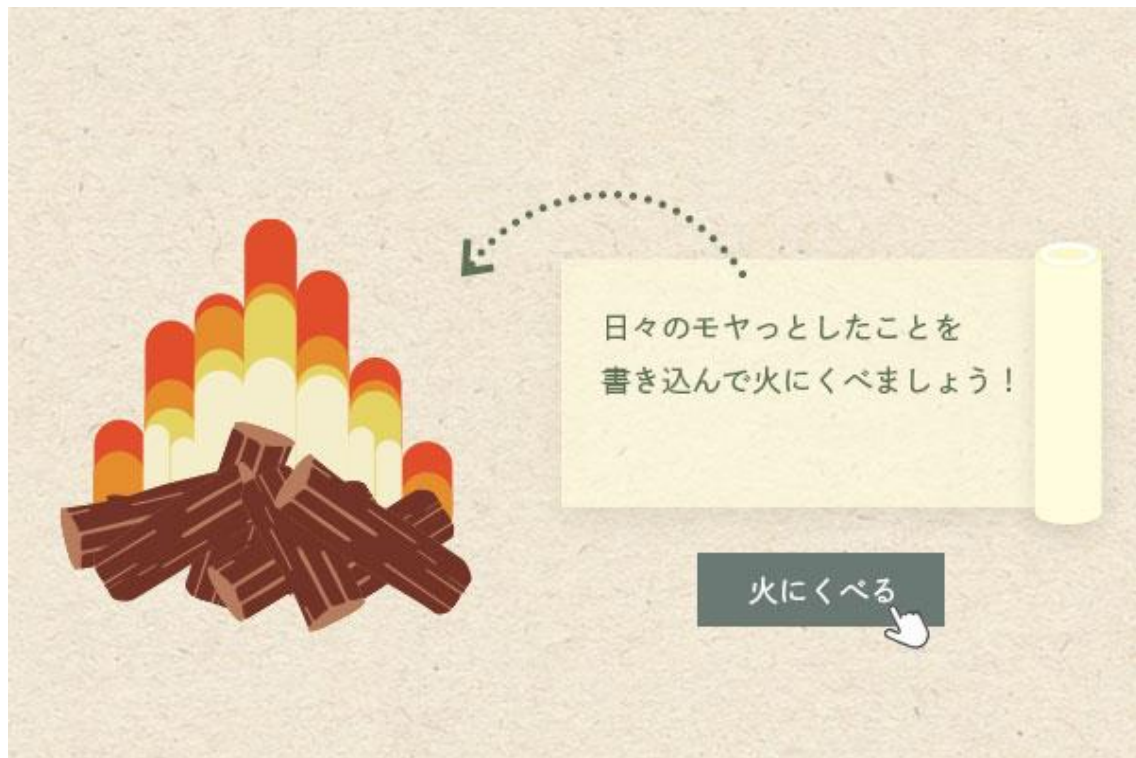 日々のモヤっとしたことを
書き込んで火にくべましょう！
火にくべる